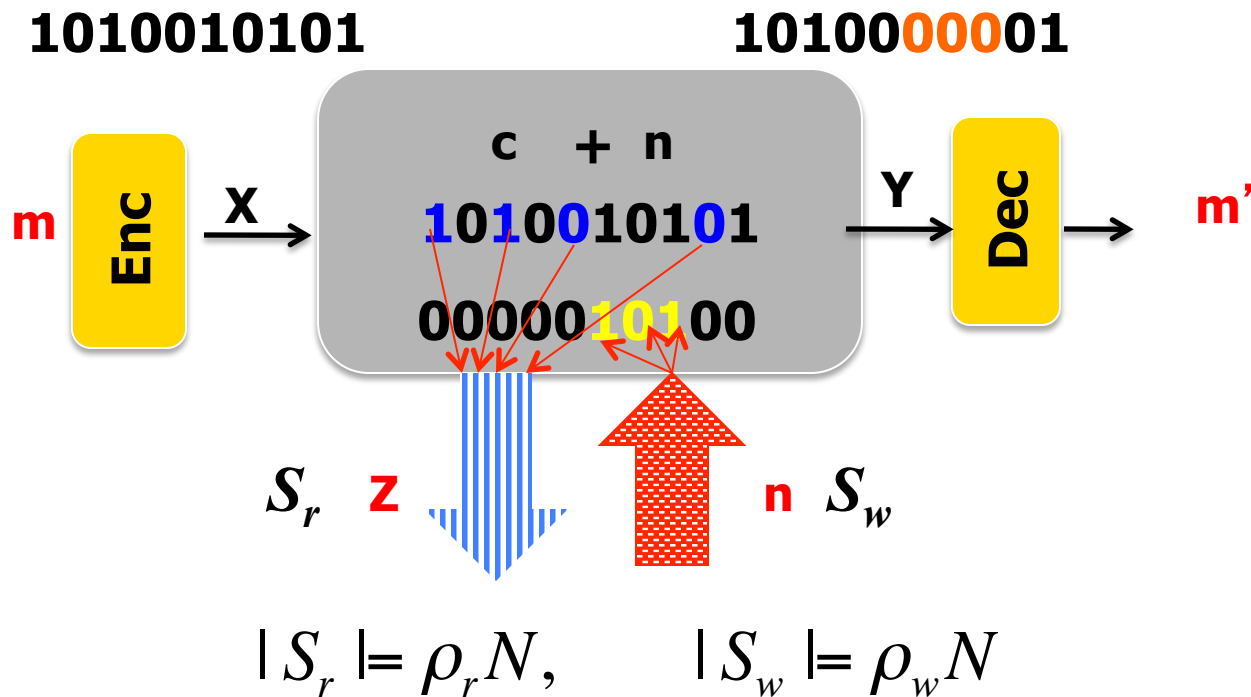 1010010101
1010000001
c + n
m Enc X
1010010101
Y Dec m'
0000010100
S_r Z
n S_w
| S_r |= ρ_r N, | S_w |= ρ_w N